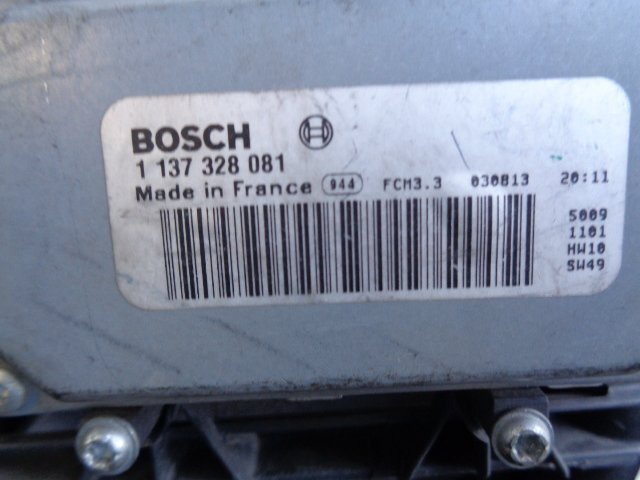 BOSCH
1 137 328 081
Made in France 944 FCM3.3 030813 20:11
5009
1101
HW10
SW49